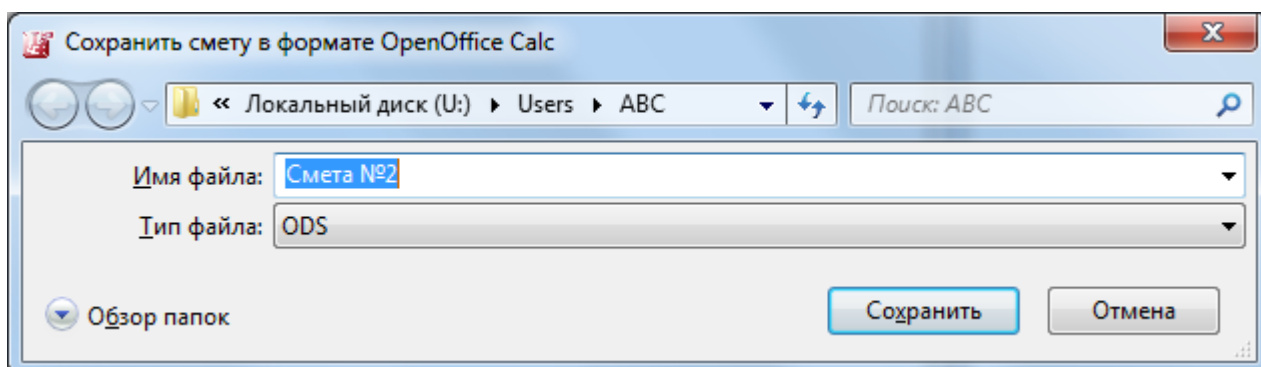 Сохранить смету в формате OpenOffice Calc
« Локальный диск (U:) ▸ Users ▸ ABC Поиск: ABC
Имя файла: Смета №2
Тип файла: ODS
Обзор папок Сохранить Отмена